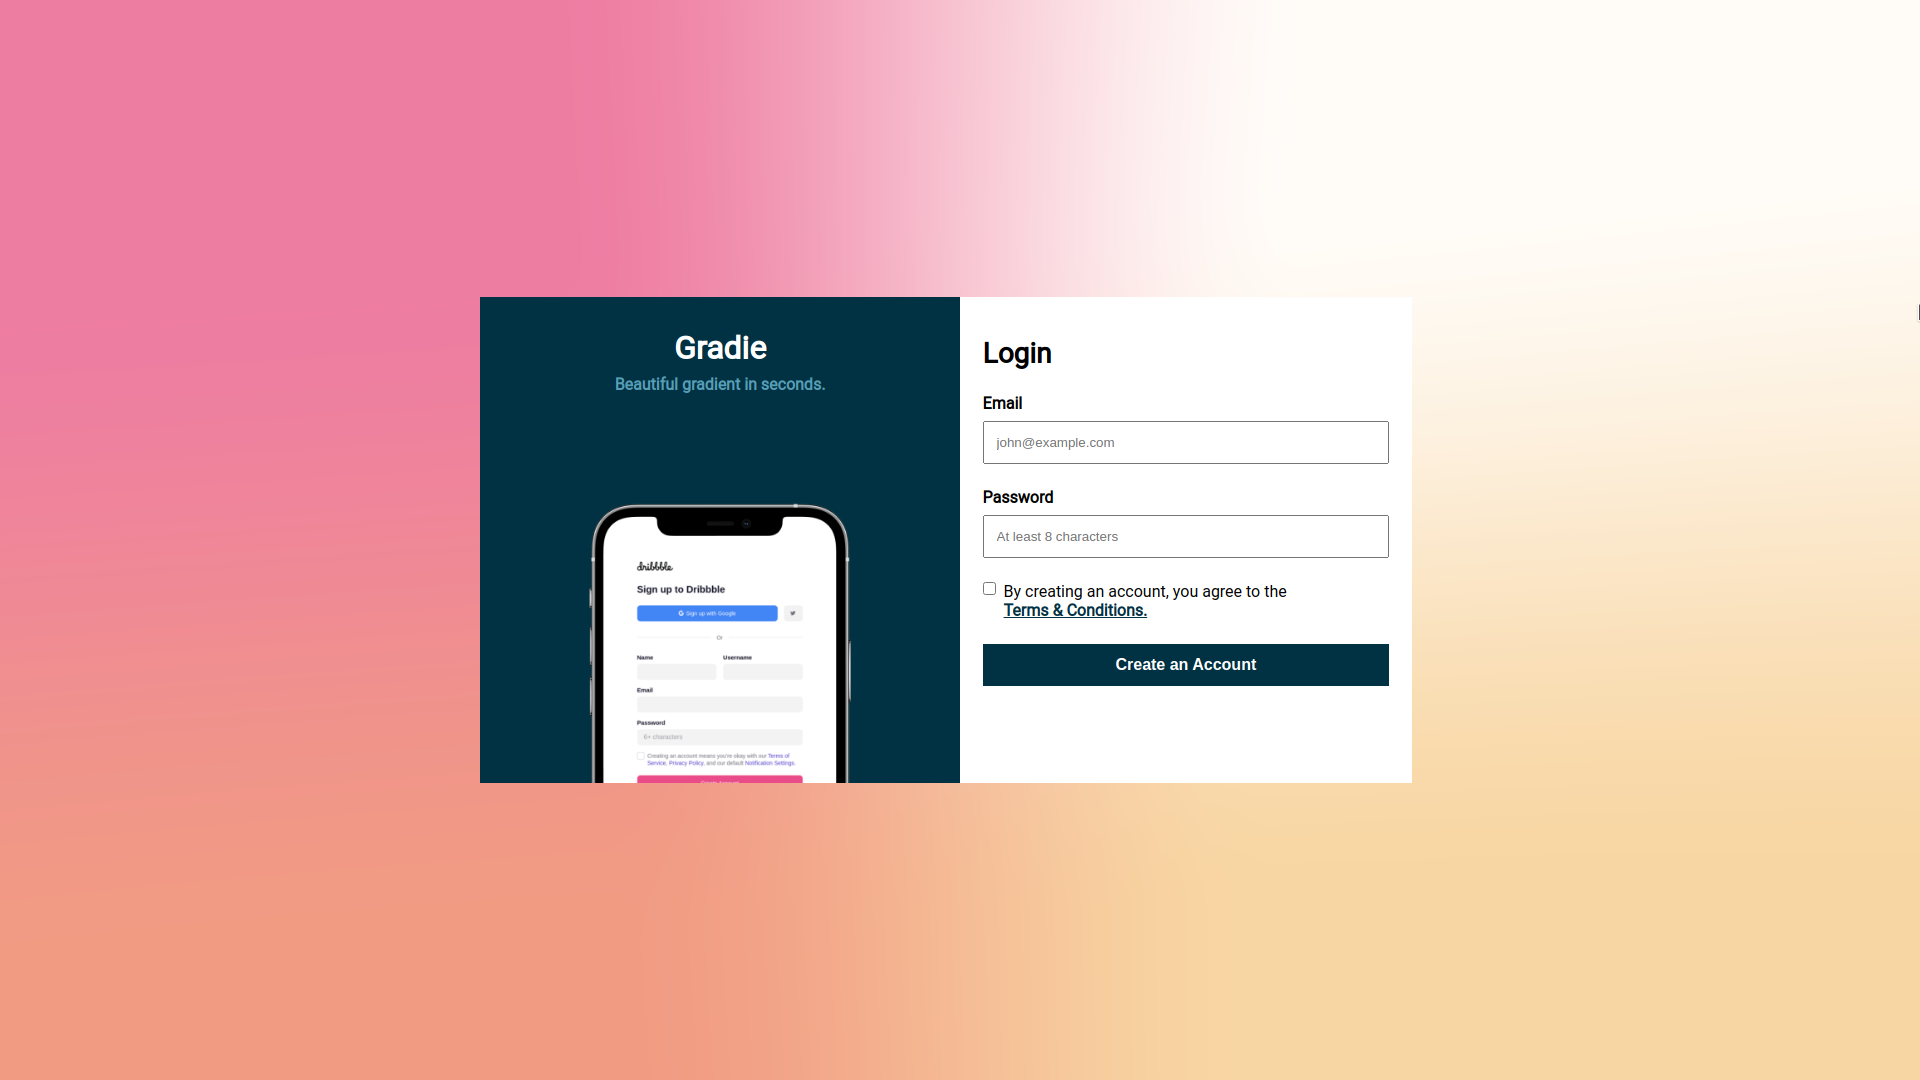 Gradie
Beautiful gradient in seconds.
dribbble
Sign up to Dribbble
G Sign up with Google
Or
Name Username
Email
Password
6+ characters
Creating an account means you're okay with our Terms of
Service, Privacy Policy, and our default Notification Settings.
Login
Email
john@example.com
Password
At least 8 characters
By creating an account, you agree to the
Terms & Conditions.
Create an Account